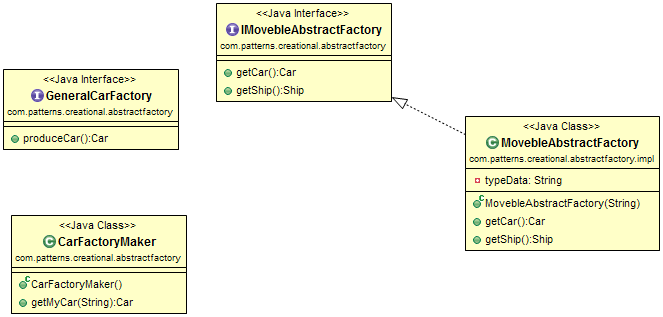 <<Java Interface>>
IMovebleAbstractFactory
com.patterns.creational.abstractfactory
getCar():Car
getShip():Ship
<<Java Interface>>
GeneralCarFactory
com.patterns.creational.abstractfactory
produceCar():Car
<<Java Class>>
MovebleAbstractFactory
com.patterns.creational.abstractfactory.impl
typeData: String
MovebleAbstractFactory(String)
getCar():Car
getShip():Ship
<<Java Class>>
CarFactoryMaker
com.patterns.creational.abstractfactory
CarFactoryMaker()
getMyCar(String):Car